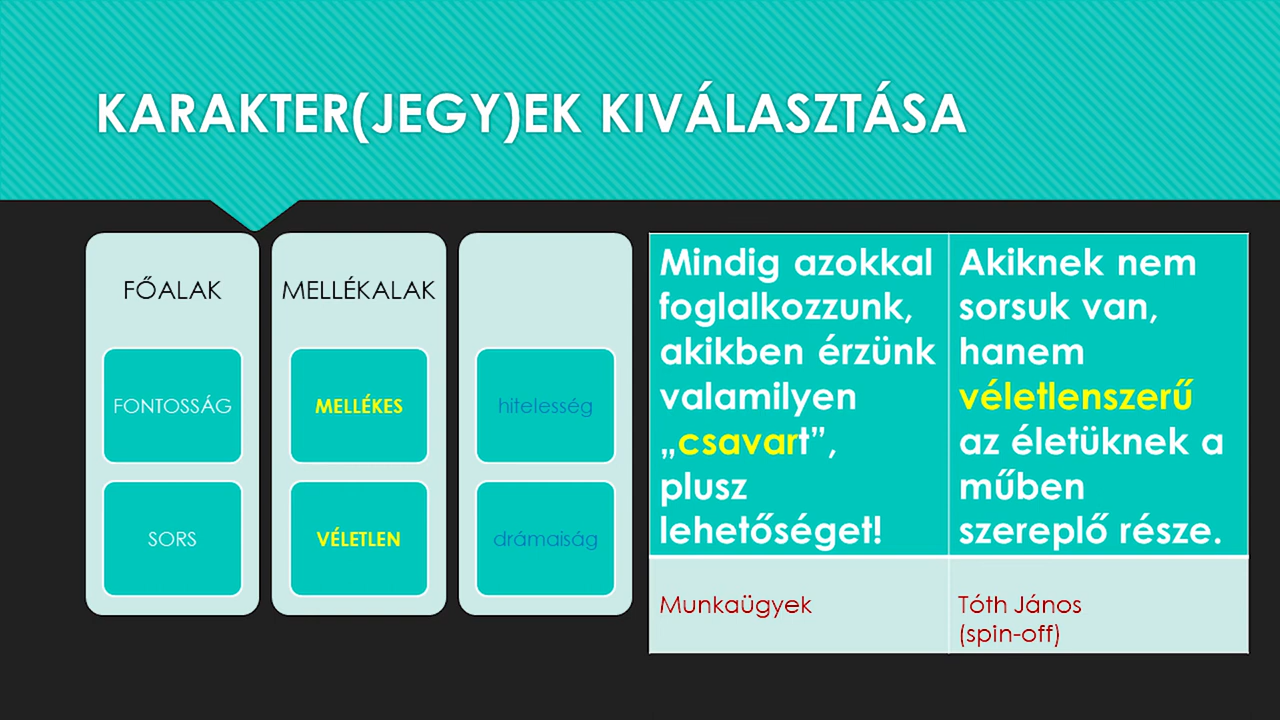 KARAKTER(JEGY)EK KIVÁLASZTÁSA
FŐALAK
FONTOSSÁG
SORS
MELLÉKALAK
MELLÉKES
VÉLETLEN
hitelesség
drámaiság
Mindig azokkal
foglalkozzunk,
akikben érzünk
valamilyen
„csavart”,
plusz
lehetőséget!
Akiknek nem
sorsuk van,
hanem
véletlenszerű
az életüknek a
műben
szereplő része.
Munkaügyek
Tóth János
(spin-off)